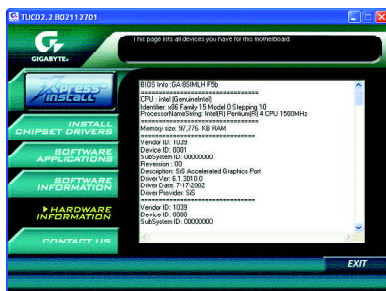 TUCD2.2 B02112701
This page lists all devices you have for this motherboard.
GIGABYTE
Xpress
Install
INSTALL
CHIPSET DRIVERS
SOFTWARE
APPLICATIONS
SOFTWARE
INFORMATION
HARDWARE
INFORMATION
CONTACT US
BIOS Info :GA-8SIMLH F5b
==============================
CPU : intel (GenuineIntel)
Identifier: x86 Family 15 Model 0 Stepping 10
ProcessorNameString: Intel(R) Pentium(R) 4 CPU 1500MHz
==============================
Memory size: 97,776 KB RAM
==============================
Vendor ID: 1039
Device ID: 0001
SubSystem ID: 00000000
Reversion : 00
Description: SiS Accelerated Graphics Port
Driver Ver: 6.1.3010.0
Driver Date: 7-17-2002
Driver Provider: SiS
==============================
Vendor ID: 1039
Device ID: 0008
SubSystem ID: 00000000
EXIT